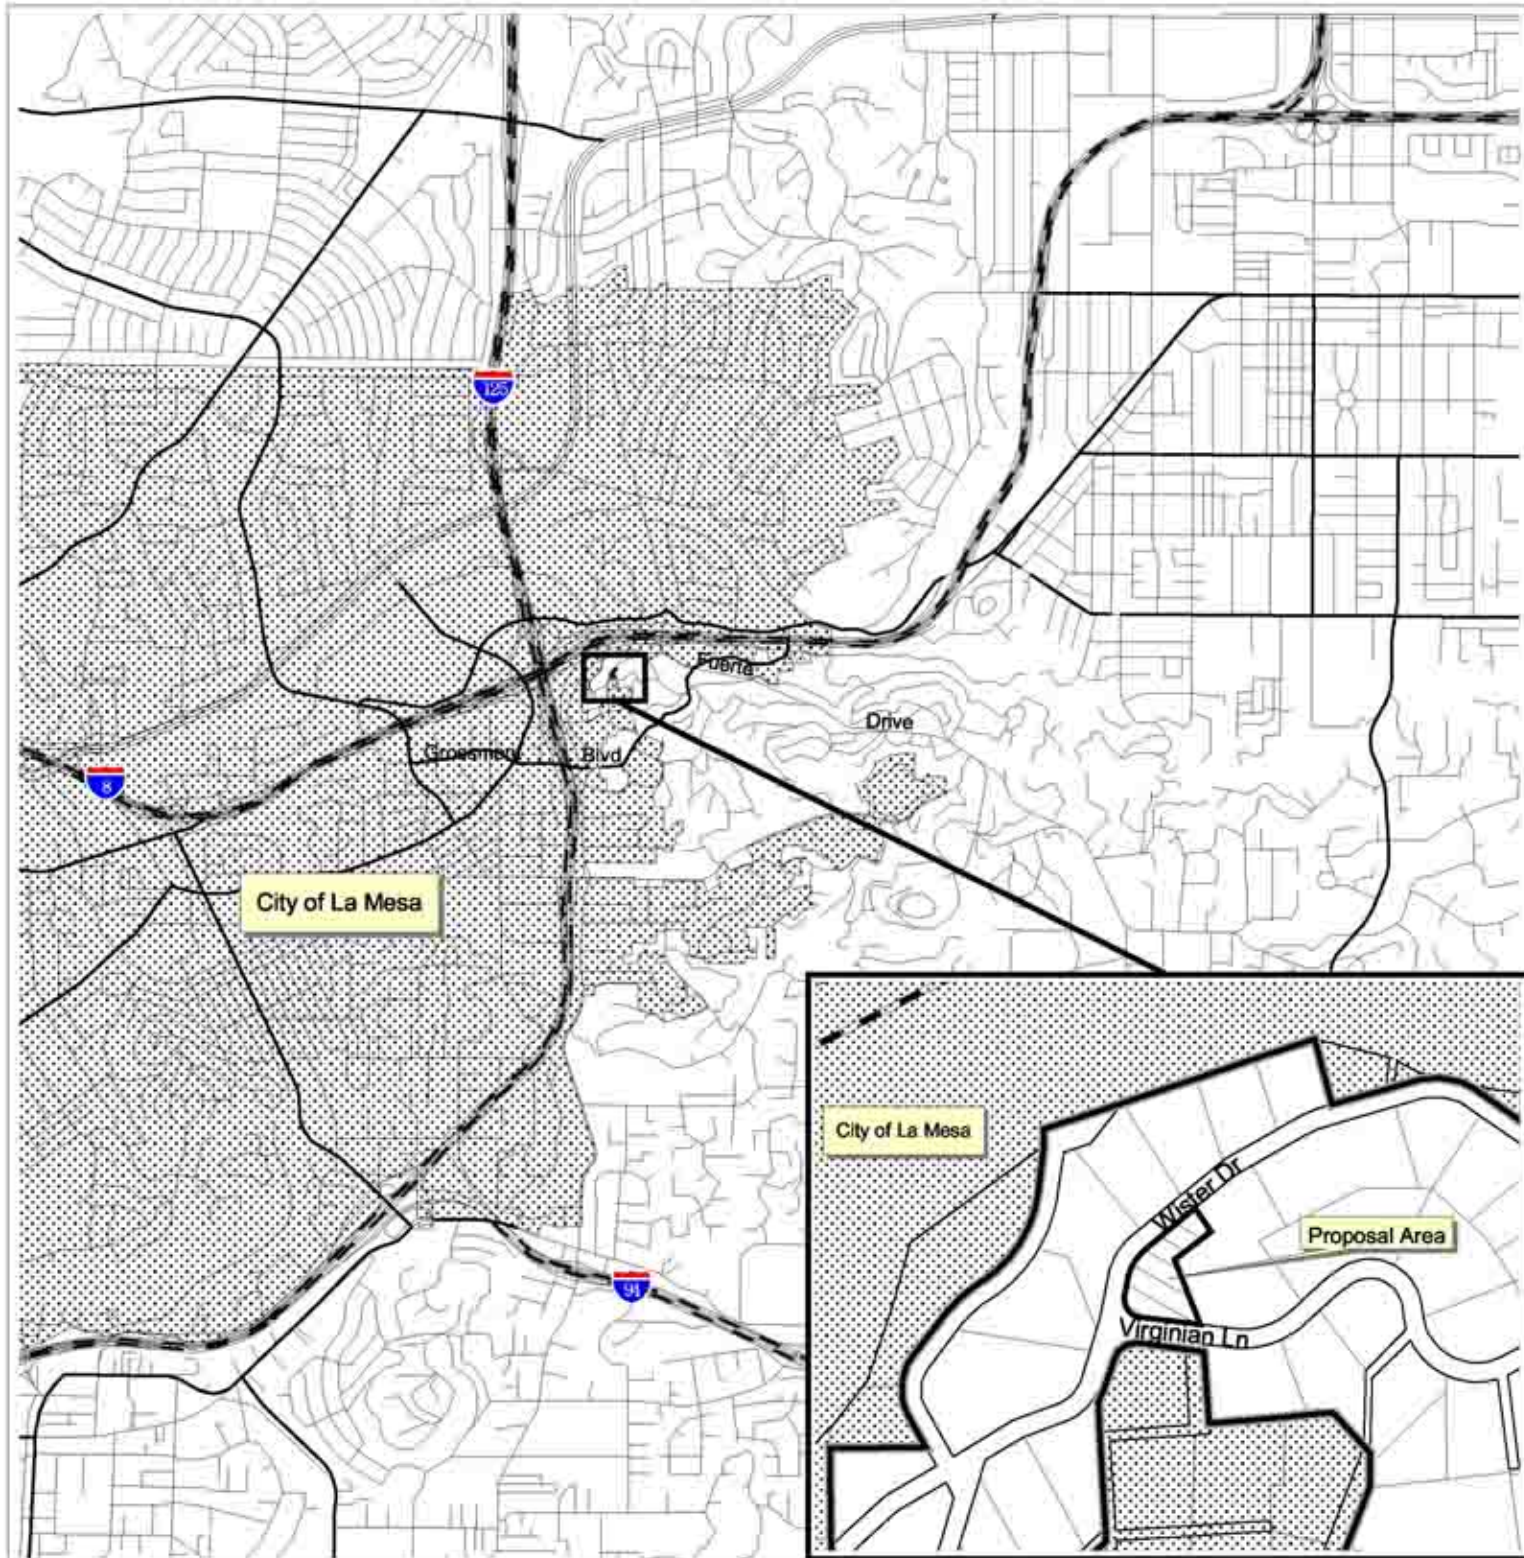 125
Fuerte
Drive
Grossmont Blvd
8
City of La Mesa
City of La Mesa
Wister Dr
Proposal Area
Virginian Ln
94